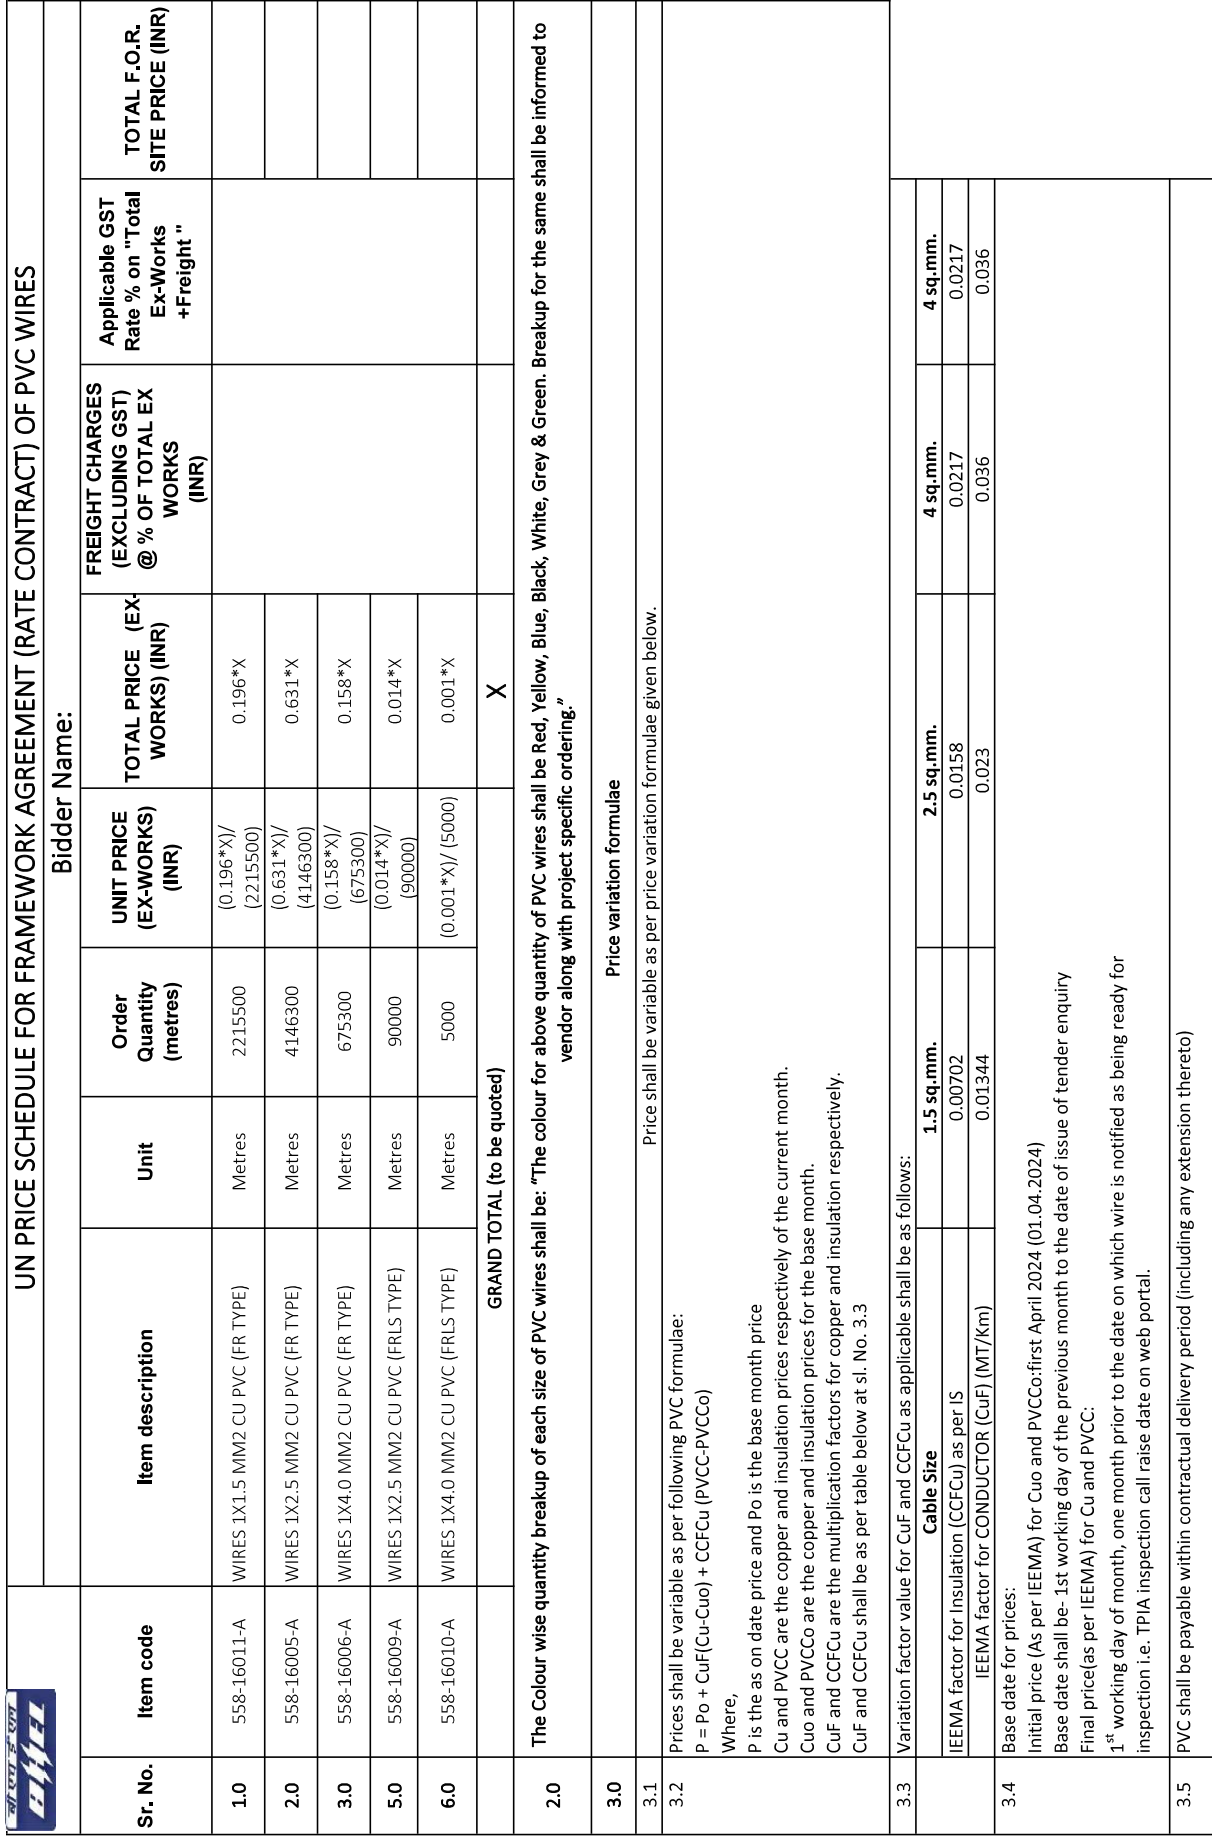 बी एच ई एल
BHEL
UN PRICE SCHEDULE FOR FRAMEWORK AGREEMENT (RATE CONTRACT) OF PVC WIRES
Bidder Name:
Sr. No. Item code Item description Unit Order Quantity (metres) UNIT PRICE (EX-WORKS) (INR) TOTAL PRICE (EX-WORKS) (INR) FREIGHT CHARGES (EXCLUDING GST) @ % OF TOTAL EX WORKS (INR) Applicable GST Rate % on "Total Ex-Works +Freight " TOTAL F.O.R. SITE PRICE (INR)
1.0 558-16011-A WIRES 1X1.5 MM2 CU PVC (FR TYPE) Metres 2215500 (0.196*X)/ (2215500) 0.196*X
2.0 558-16005-A WIRES 1X2.5 MM2 CU PVC (FR TYPE) Metres 4146300 (0.631*X)/ (4146300) 0.631*X
3.0 558-16006-A WIRES 1X4.0 MM2 CU PVC (FR TYPE) Metres 675300 (0.158*X)/ (675300) 0.158*X
5.0 558-16009-A WIRES 1X2.5 MM2 CU PVC (FRLS TYPE) Metres 90000 (0.014*X)/ (90000) 0.014*X
6.0 558-16010-A WIRES 1X4.0 MM2 CU PVC (FRLS TYPE) Metres 5000 (0.001*X)/ (5000) 0.001*X
GRAND TOTAL (to be quoted) X
2.0 The Colour wise quantity breakup of each size of PVC wires shall be: “The colour for above quantity of PVC wires shall be Red, Yellow, Blue, Black, White, Grey & Green. Breakup for the same shall be informed to
vendor along with project specific ordering.”
3.0 Price variation formulae
3.1 Price shall be variable as per price variation formulae given below.
3.2 Prices shall be variable as per following PVC formulae:
P = Po + CuF(Cu-Cuo) + CCFCu (PVCC-PVCCo)
Where,
P is the as on date price and Po is the base month price
Cu and PVCC are the copper and insulation prices respectively of the current month.
Cuo and PVCCo are the copper and insulation prices for the base month.
CuF and CCFCu are the multiplication factors for copper and insulation respectively.
CuF and CCFCu shall be as per table below at sl. No. 3.3
3.3 Variation factor value for CuF and CCFCu as applicable shall be as follows:
Cable Size 1.5 sq.mm. 2.5 sq.mm. 4 sq.mm. 4 sq.mm.
IEEMA factor for Insulation (CCFCu) as per IS 0.00702 0.0158 0.0217 0.0217
IEEMA factor for CONDUCTOR (CuF) (MT/Km) 0.01344 0.023 0.036 0.036
3.4 Base date for prices:
Initial price (As per IEEMA) for Cuo and PVCCo:first April 2024 (01.04.2024)
Base date shall be- 1st working day of the previous month to the date of issue of tender enquiry
Final price(as per IEEMA) for Cu and PVCC:
1st working day of month, one month prior to the date on which wire is notified as being ready for
inspection i.e. TPIA inspection call raise date on web portal.
3.5 PVC shall be payable within contractual delivery period (including any extension thereto)